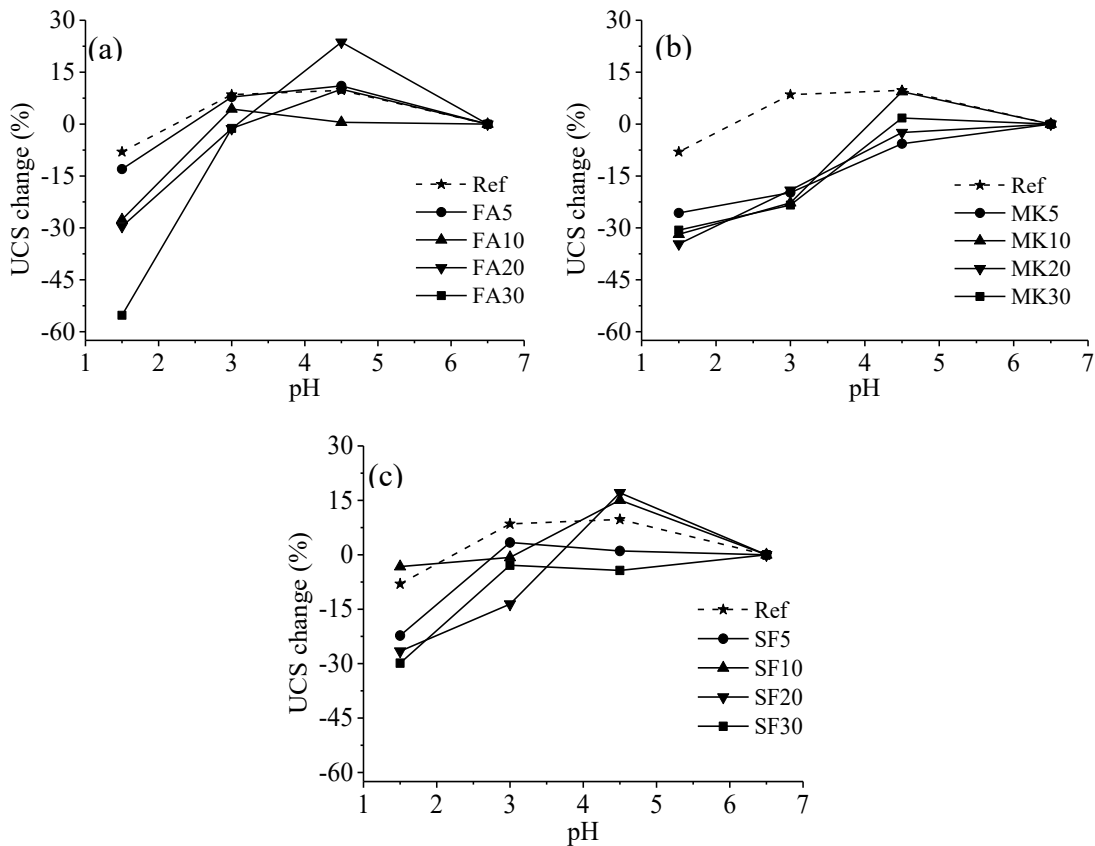 (a)
UCS change (%)
30
15
0
-15
-30
-45
-60
1 2 3 4 5 6 7
pH
Ref
FA5
FA10
FA20
FA30
(b)
UCS change (%)
30
15
0
-15
-30
-45
-60
1 2 3 4 5 6 7
pH
Ref
MK5
MK10
MK20
MK30
(c)
UCS change (%)
30
15
0
-15
-30
-45
-60
1 2 3 4 5 6 7
pH
Ref
SF5
SF10
SF20
SF30